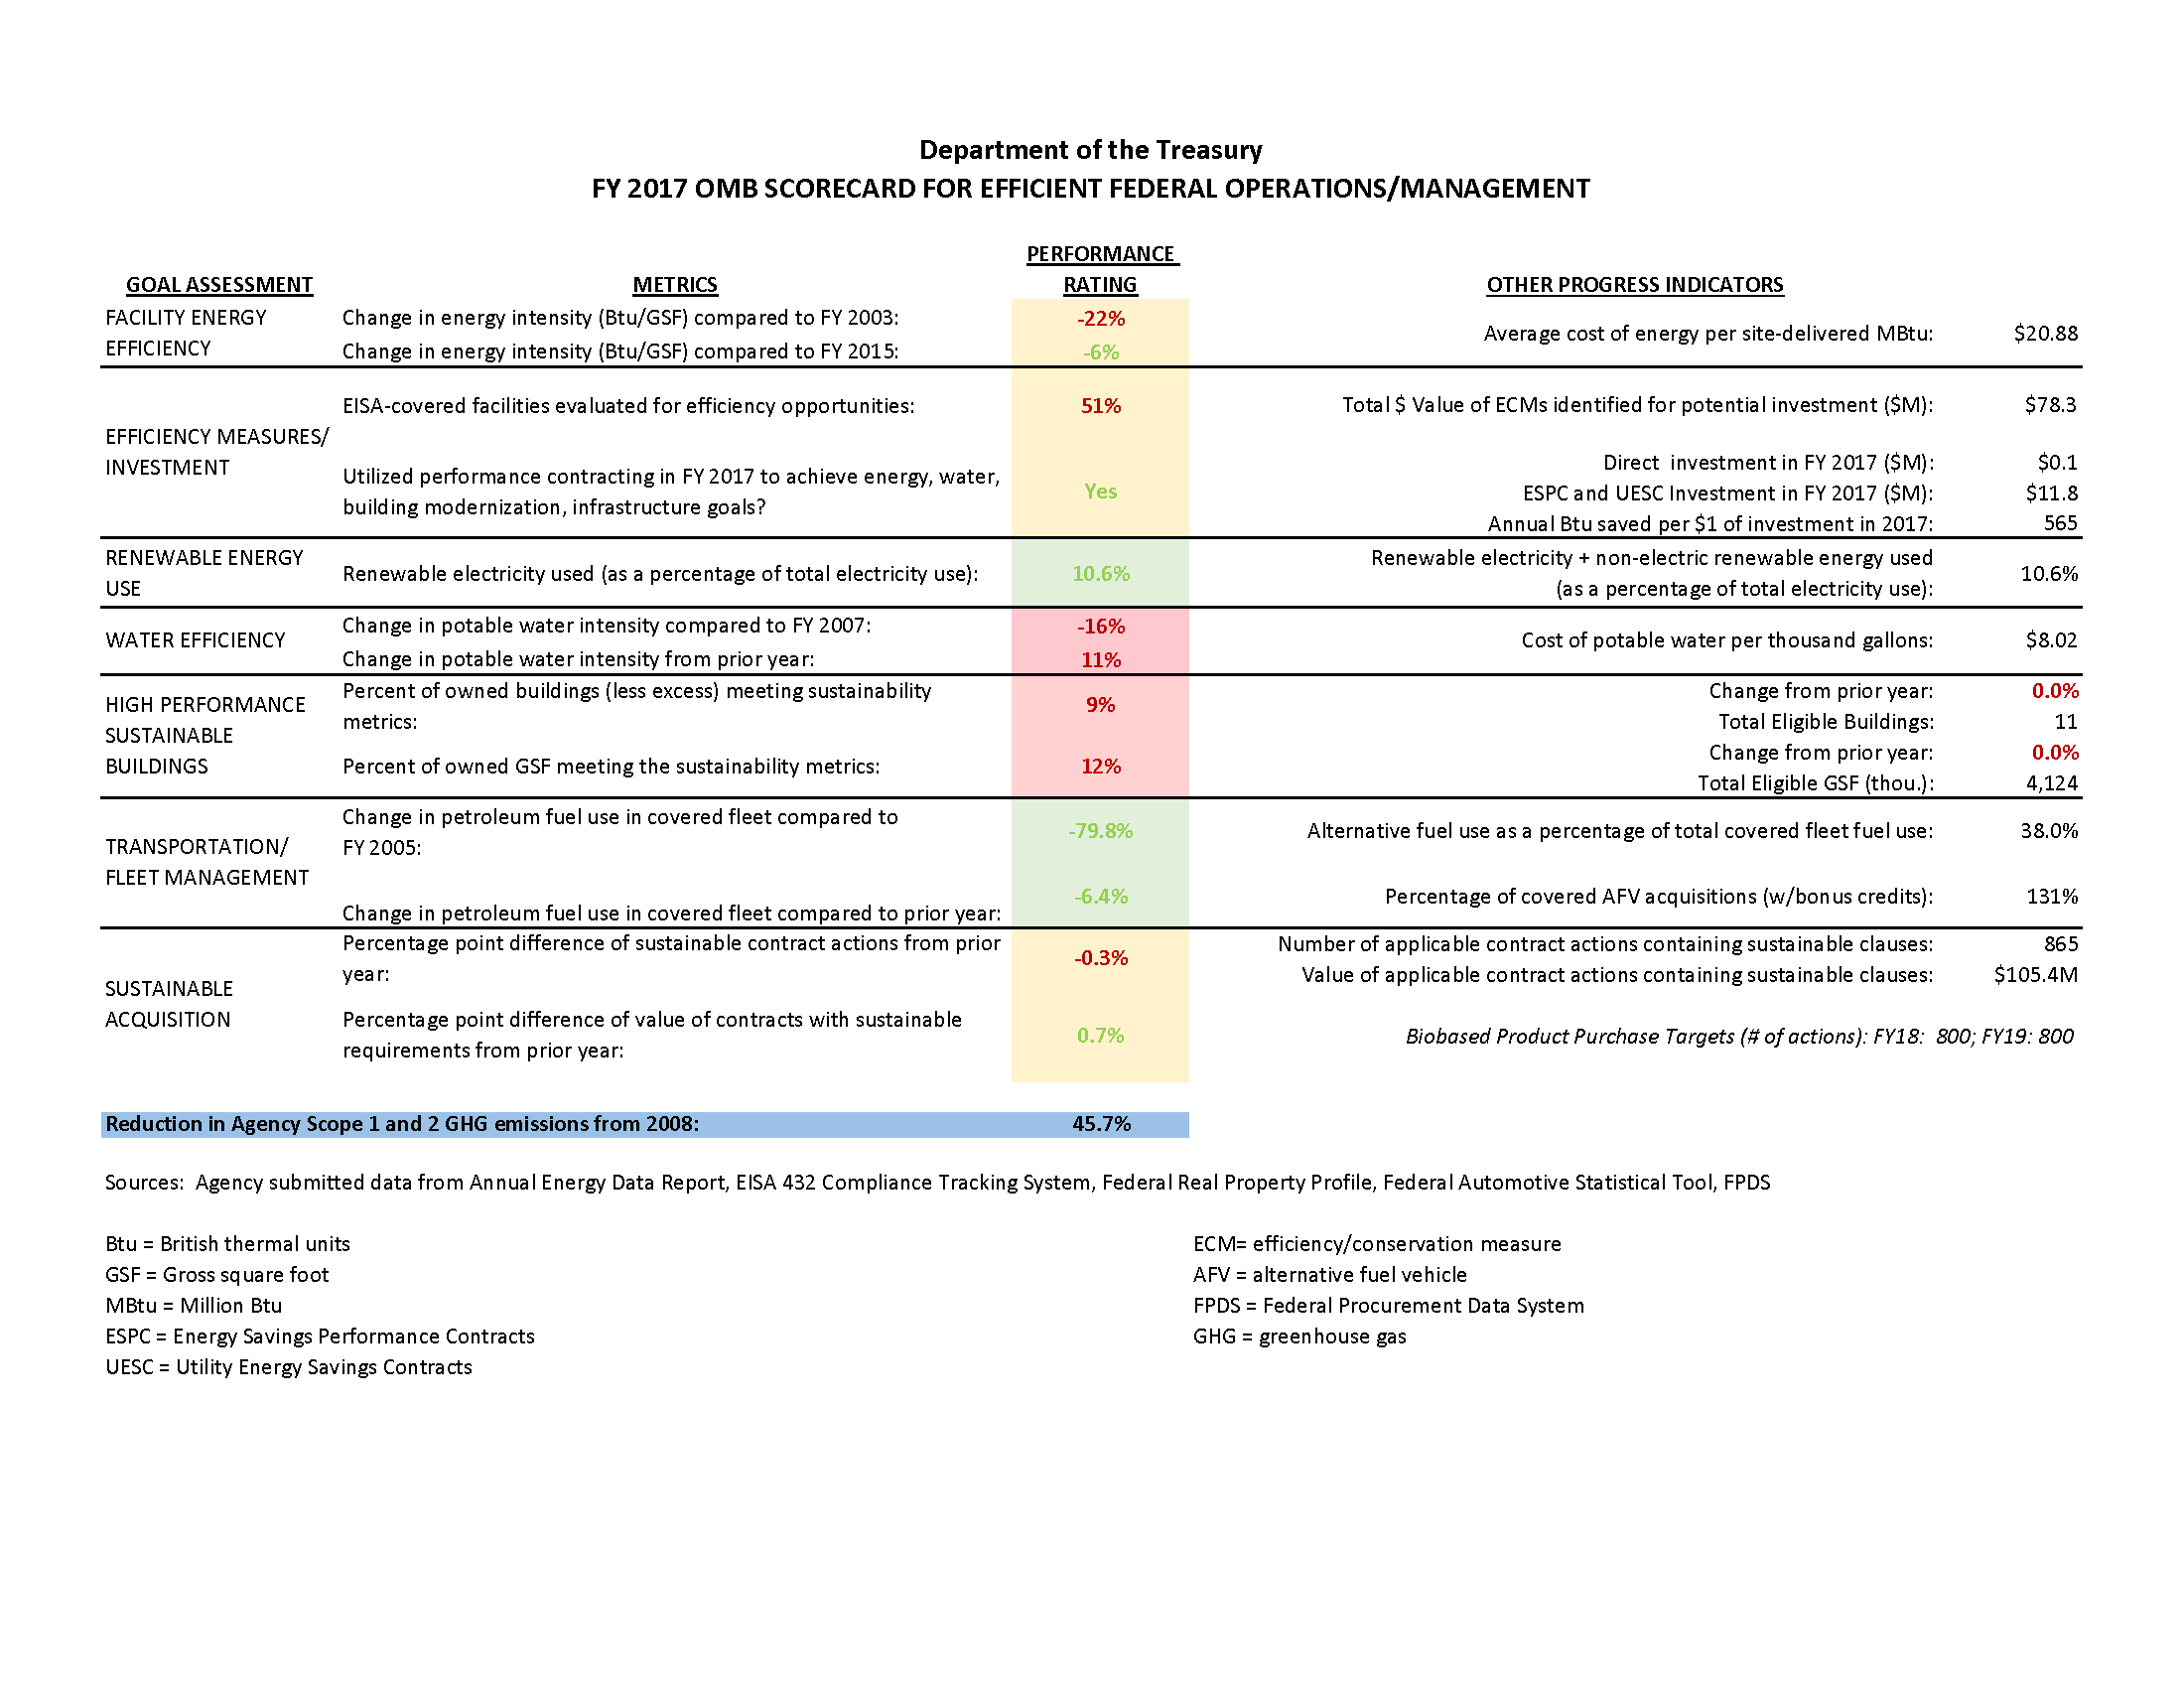 Department of the Treasury
FY 2017 OMB SCORECARD FOR EFFICIENT FEDERAL OPERATIONS/MANAGEMENT
GOAL ASSESSMENT
METRICS
PERFORMANCE
RATING
OTHER PROGRESS INDICATORS
FACILITY ENERGY
EFFICIENCY
Change in energy intensity (Btu/GSF) compared to FY 2003:
-22%
Change in energy intensity (Btu/GSF) compared to FY 2015:
-6%
Average cost of energy per site-delivered MBtu: $20.88
EFFICIENCY MEASURES/
INVESTMENT
EISA-covered facilities evaluated for efficiency opportunities:
51%
Total $ Value of ECMs identified for potential investment ($M): $78.3
Utilized performance contracting in FY 2017 to achieve energy, water,
building modernization, infrastructure goals?
Yes
Direct investment in FY 2017 ($M): $0.1
ESPC and UESC Investment in FY 2017 ($M): $11.8
Annual Btu saved per $1 of investment in 2017: 565
RENEWABLE ENERGY
USE
Renewable electricity used (as a percentage of total electricity use):
10.6%
Renewable electricity + non-electric renewable energy used
(as a percentage of total electricity use):
10.6%
WATER EFFICIENCY
Change in potable water intensity compared to FY 2007:
-16%
Change in potable water intensity from prior year:
11%
Cost of potable water per thousand gallons: $8.02
HIGH PERFORMANCE
SUSTAINABLE
BUILDINGS
Percent of owned buildings (less excess) meeting sustainability
metrics:
9%
Change from prior year: 0.0%
Total Eligible Buildings: 11
Percent of owned GSF meeting the sustainability metrics:
12%
Change from prior year: 0.0%
Total Eligible GSF (thou.): 4,124
TRANSPORTATION/
FLEET MANAGEMENT
Change in petroleum fuel use in covered fleet compared to
FY 2005:
-79.8%
Alternative fuel use as a percentage of total covered fleet fuel use: 38.0%
Change in petroleum fuel use in covered fleet compared to prior year:
-6.4%
Percentage of covered AFV acquisitions (w/bonus credits): 131%
SUSTAINABLE
ACQUISITION
Percentage point difference of sustainable contract actions from prior
year:
-0.3%
Number of applicable contract actions containing sustainable clauses: 865
Value of applicable contract actions containing sustainable clauses: $105.4M
Percentage point difference of value of contracts with sustainable
requirements from prior year:
0.7%
Biobased Product Purchase Targets (# of actions): FY18: 800; FY19: 800
Reduction in Agency Scope 1 and 2 GHG emissions from 2008: 45.7%
Sources: Agency submitted data from Annual Energy Data Report, EISA 432 Compliance Tracking System, Federal Real Property Profile, Federal Automotive Statistical Tool, FPDS
Btu = British thermal units
GSF = Gross square foot
MBtu = Million Btu
ESPC = Energy Savings Performance Contracts
UESC = Utility Energy Savings Contracts
ECM= efficiency/conservation measure
AFV = alternative fuel vehicle
FPDS = Federal Procurement Data System
GHG = greenhouse gas